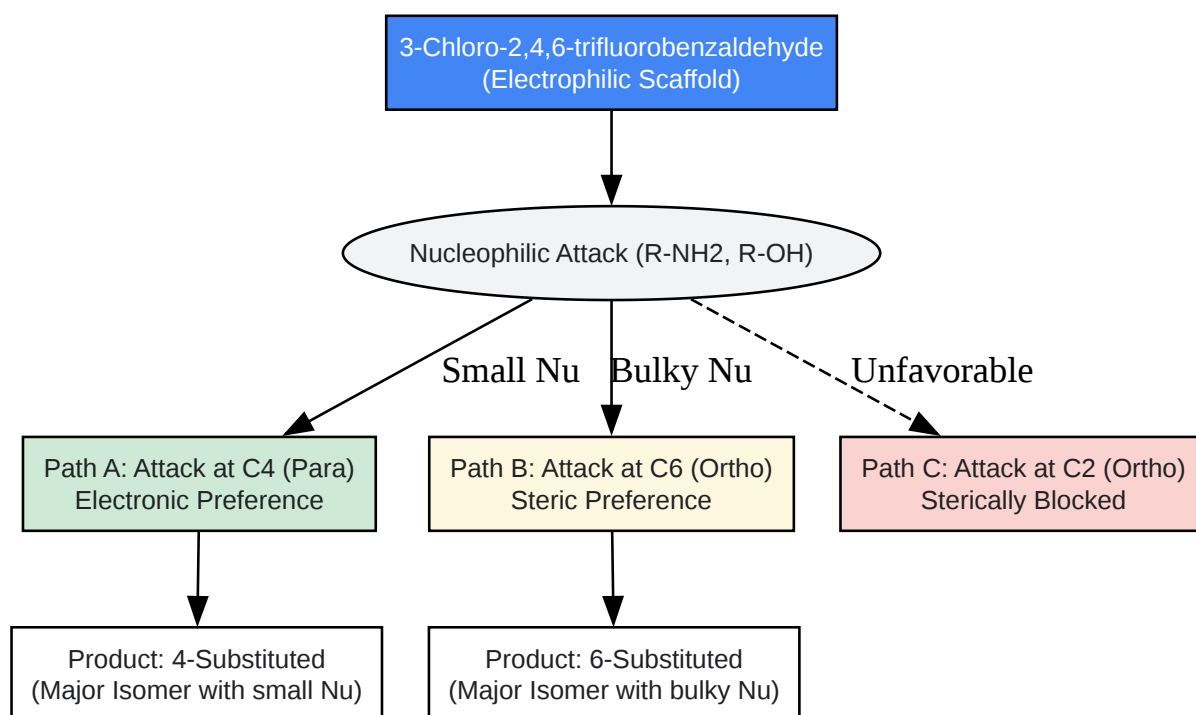 3-Chloro-2,4,6-trifluorobenzaldehyde
(Electrophilic Scaffold)
Nucleophilic Attack (R-NH2, R-OH)
Small Nu
Bulky Nu
Unfavorable
Path A: Attack at C4 (Para)
Electronic Preference
Path B: Attack at C6 (Ortho)
Steric Preference
Path C: Attack at C2 (Ortho)
Sterically Blocked
Product: 4-Substituted
(Major Isomer with small Nu)
Product: 6-Substituted
(Major Isomer with bulky Nu)